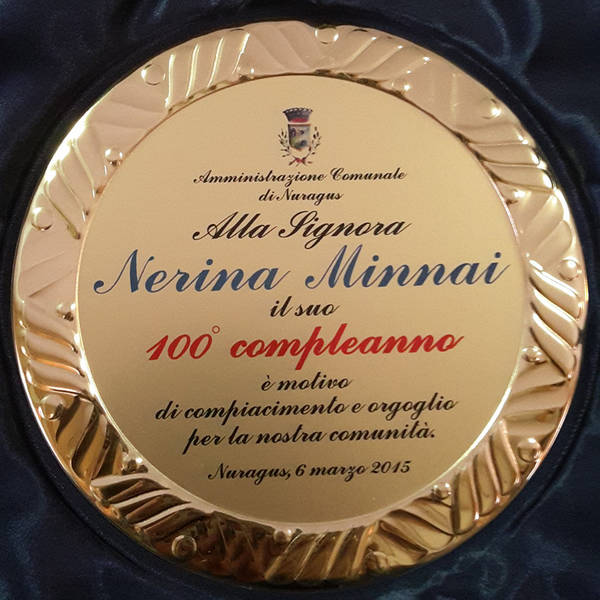 Amministrazione Comunale
di Nuragus
Alla Signora
Nerina Minnai
il suo
100° compleanno
è motivo
di compiacimento e orgoglio
per la nostra comunità.
Nuragus, 6 marzo 2015